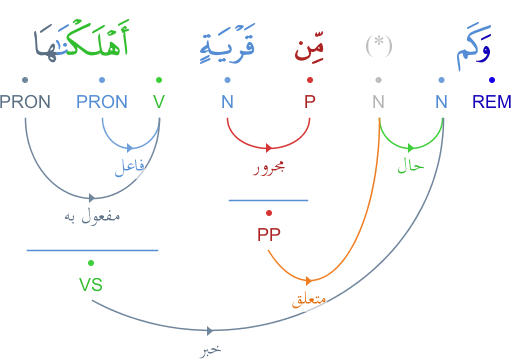 وَكَم (*) مِّن قَرْيَةٍ أَهْلَكْنَٰهَا
REM N N P N V PRON PRON
حال مجرور فاعل
مفعول به
PP
VS
متعلق
خبر